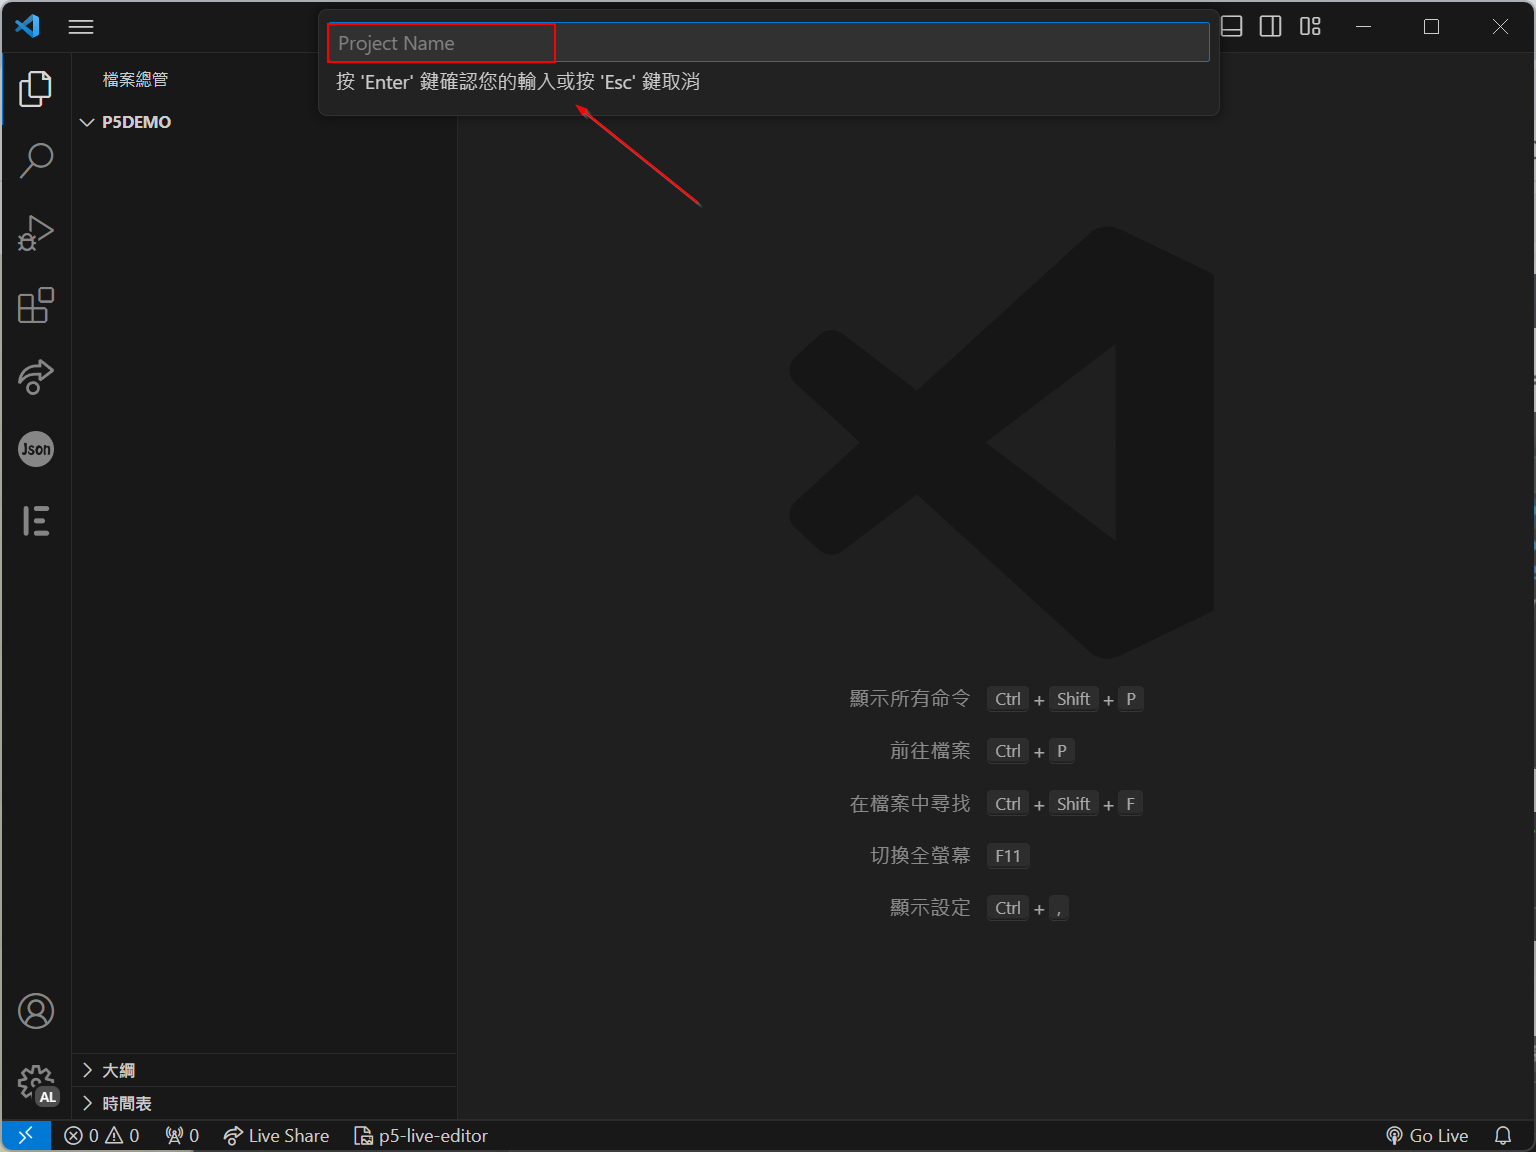 Project Name
按 'Enter' 鍵確認您的輸入或按 'Esc' 鍵取消
檔案總管
P5DEMO
Json
顯示所有命令 Ctrl + Shift + P
前往檔案 Ctrl + P
在檔案中尋找 Ctrl + Shift + F
切換全螢幕 F11
顯示設定 Ctrl + ,
大綱
AL
時間表
0 0 0 Live Share p5-live-editor Go Live